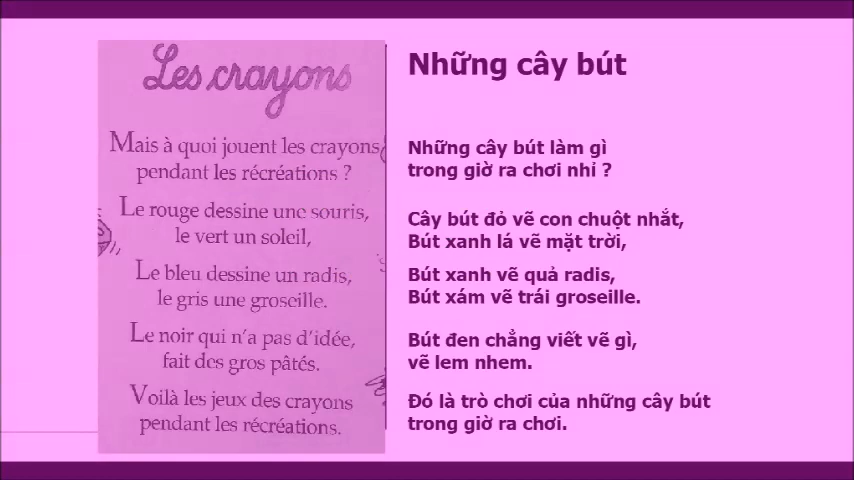 Les crayons
Mais à quoi jouent les crayons
pendant les récréations ?
Le rouge dessine une souris,
le vert un soleil,
Le bleu dessine un radis,
le gris une groseille.
Le noir qui n'a pas d'idée,
fait des gros pâtés.
Voilà les jeux des crayons
pendant les récréations.
Những cây bút
Những cây bút làm gì
trong giờ ra chơi nhỉ ?
Cây bút đỏ vẽ con chuột nhắt,
Bút xanh lá vẽ mặt trời,
Bút xanh vẽ quả radis,
Bút xám vẽ trái groseille.
Bút đen chẳng viết vẽ gì,
vẽ lem nhem.
Đó là trò chơi của những cây bút
trong giờ ra chơi.